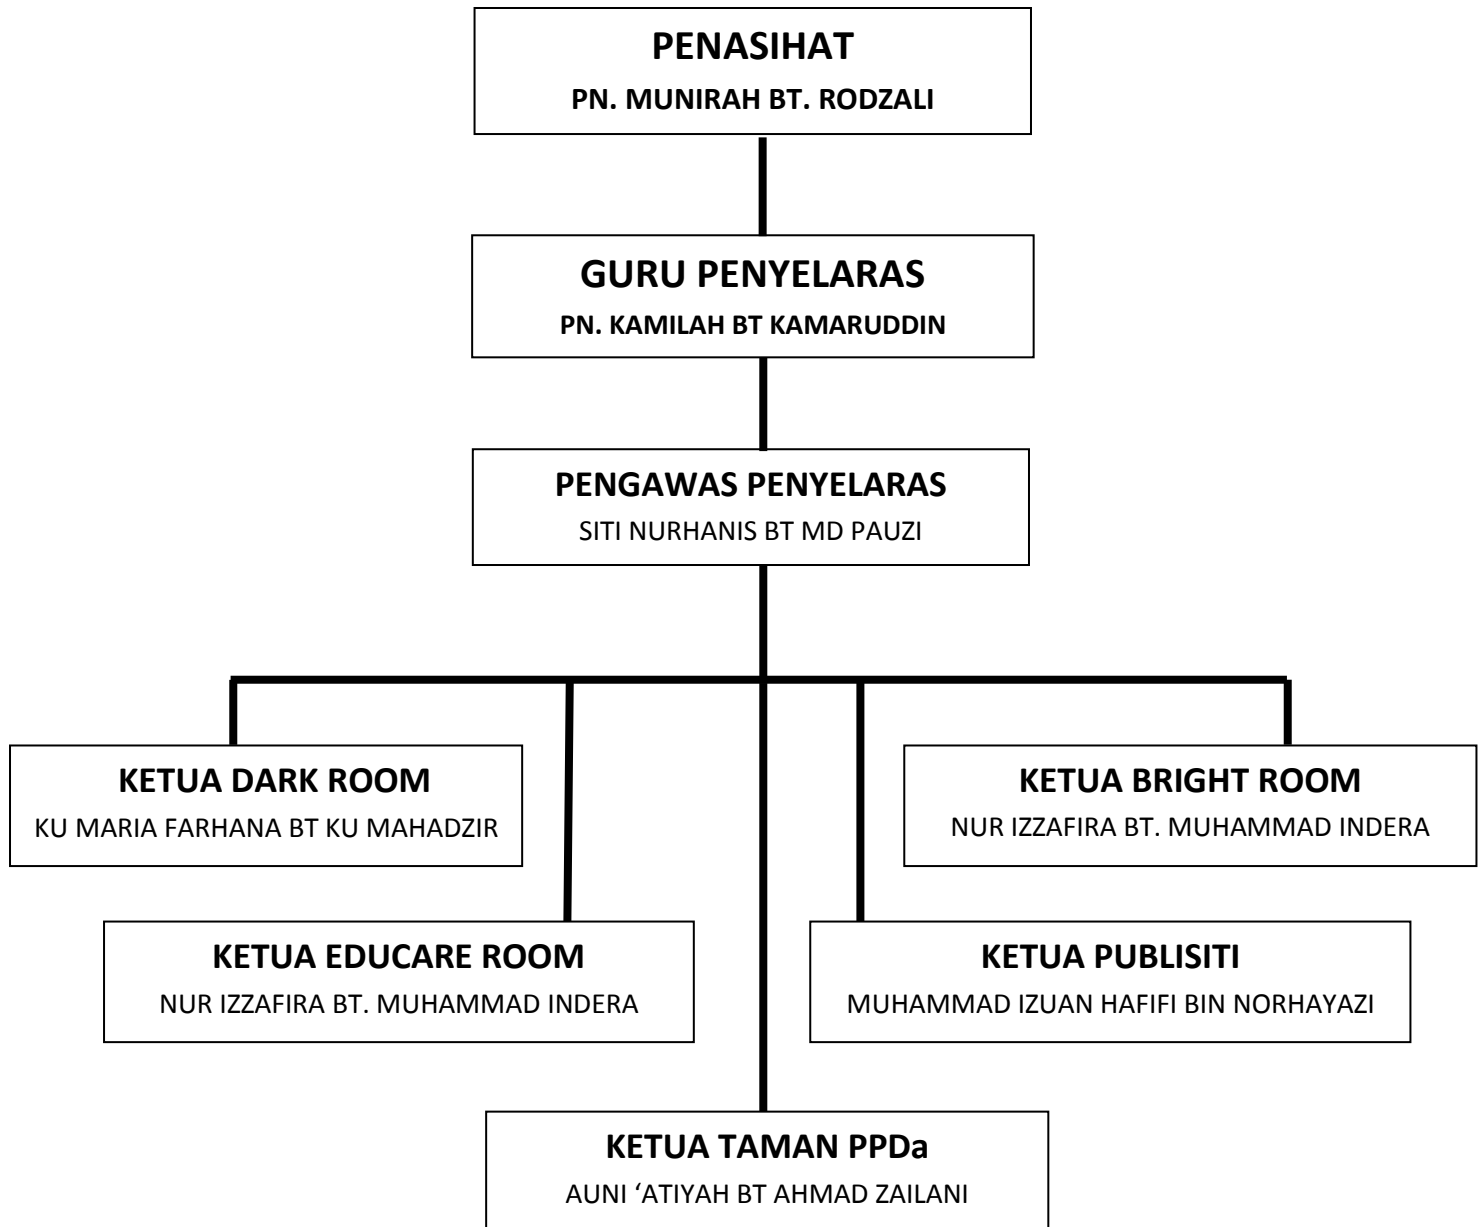 PENASIHAT
PN. MUNIRAH BT. RODZALI
GURU PENYELARAS
PN. KAMILAH BT KAMARUDDIN
PENGAWAS PENYELARAS
SITI NURHANIS BT MD PAUZI
KETUA DARK ROOM
KU MARIA FARHANA BT KU MAHADZIR
KETUA BRIGHT ROOM
NUR IZZAFIRA BT. MUHAMMAD INDERA
KETUA EDUCARE ROOM
NUR IZZAFIRA BT. MUHAMMAD INDERA
KETUA PUBLISITI
MUHAMMAD IZUAN HAFIFI BIN NORHAYAZI
KETUA TAMAN PPDa
AUNI ‘ATIYAH BT AHMAD ZAILANI